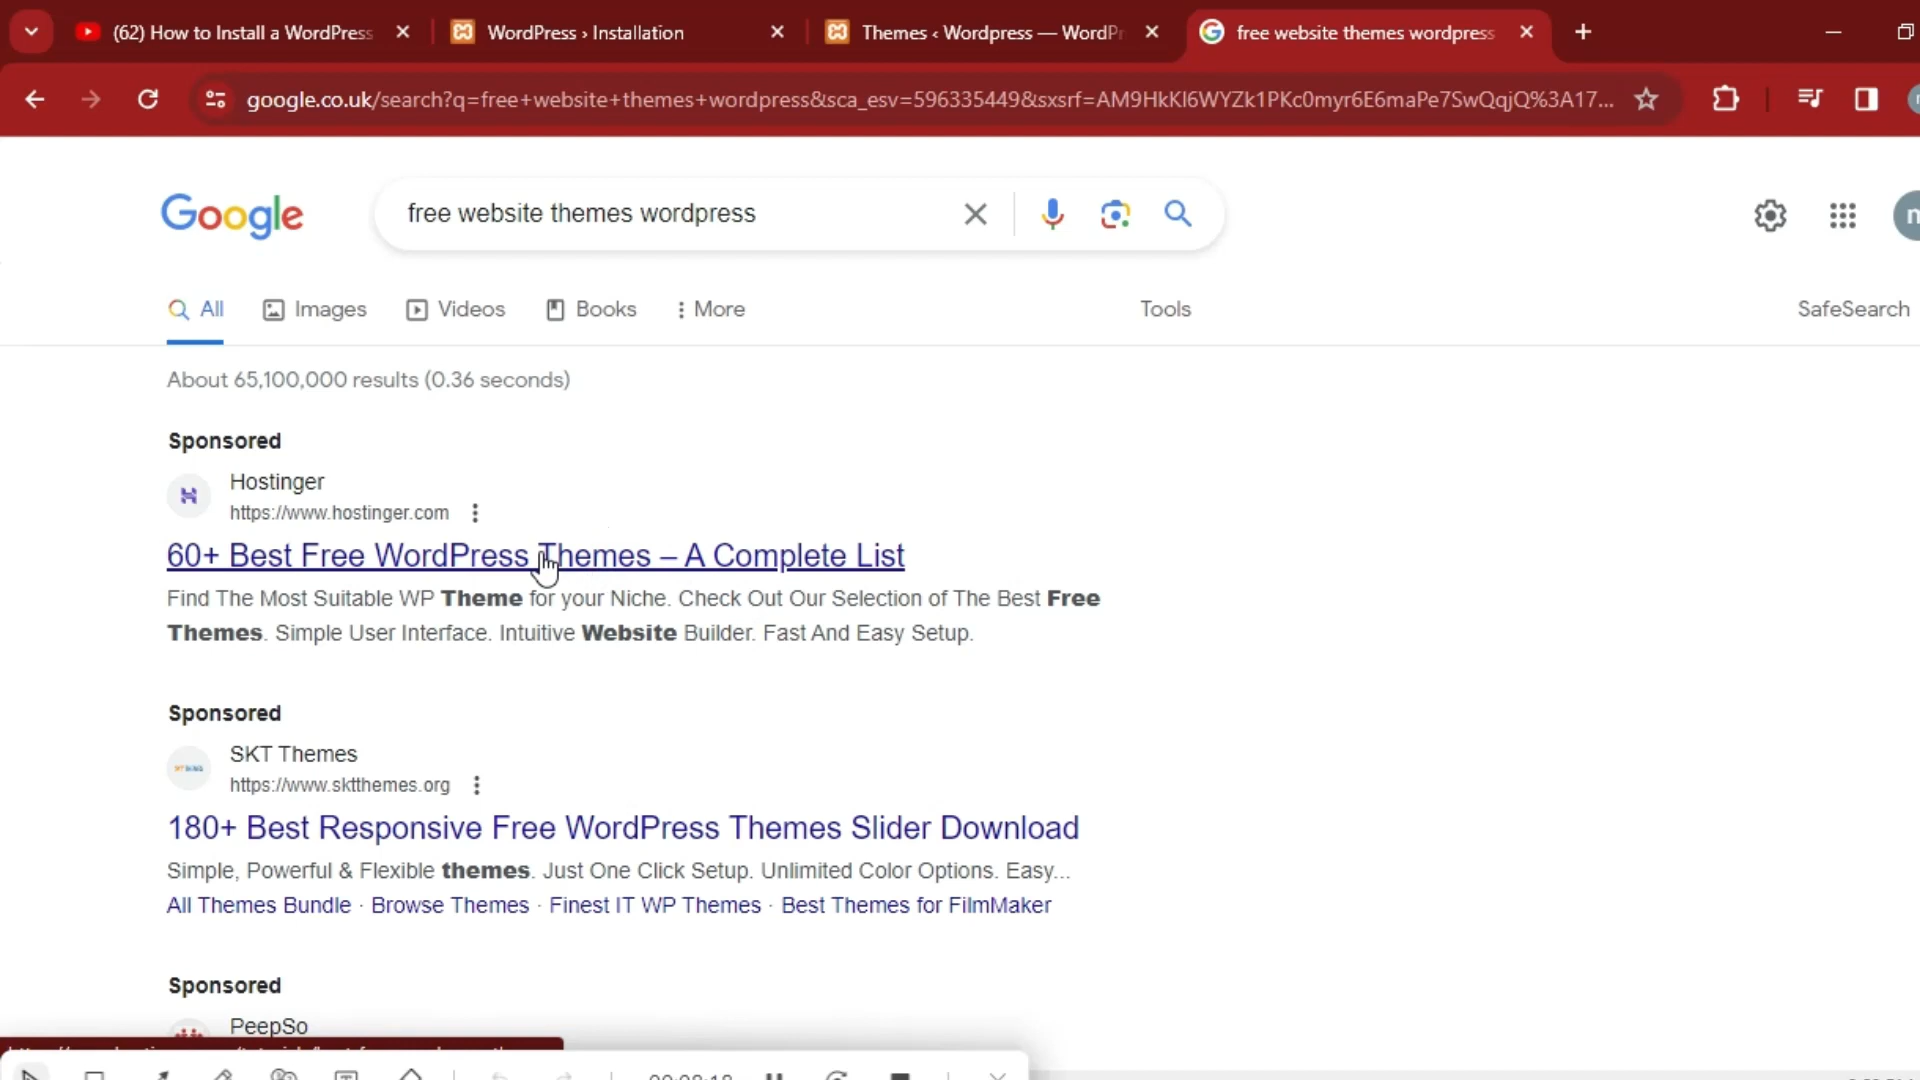 (62) How to Install a WordPress
WordPress › Installation
Themes ‹ Wordpress — WordPr
free website themes wordpress
google.co.uk/search?q=free+website+themes+wordpress&sca_esv=596335449&sxsrf=AM9HkKl6WYZk1PKc0myr6E6maPe7SwQqjQ%3A17...
Google
free website themes wordpress
All
Images
Videos
Books
More
Tools
SafeSearch
About 65,100,000 results (0.36 seconds)
Sponsored
Hostinger
https://www.hostinger.com
60+ Best Free WordPress Themes – A Complete List
Find The Most Suitable WP Theme for your Niche. Check Out Our Selection of The Best Free
Themes. Simple User Interface. Intuitive Website Builder. Fast And Easy Setup.
Sponsored
SKT Themes
https://www.sktthemes.org
180+ Best Responsive Free WordPress Themes Slider Download
Simple, Powerful & Flexible themes. Just One Click Setup. Unlimited Color Options. Easy...
All Themes Bundle · Browse Themes · Finest IT WP Themes · Best Themes for FilmMaker
Sponsored
PeepSo